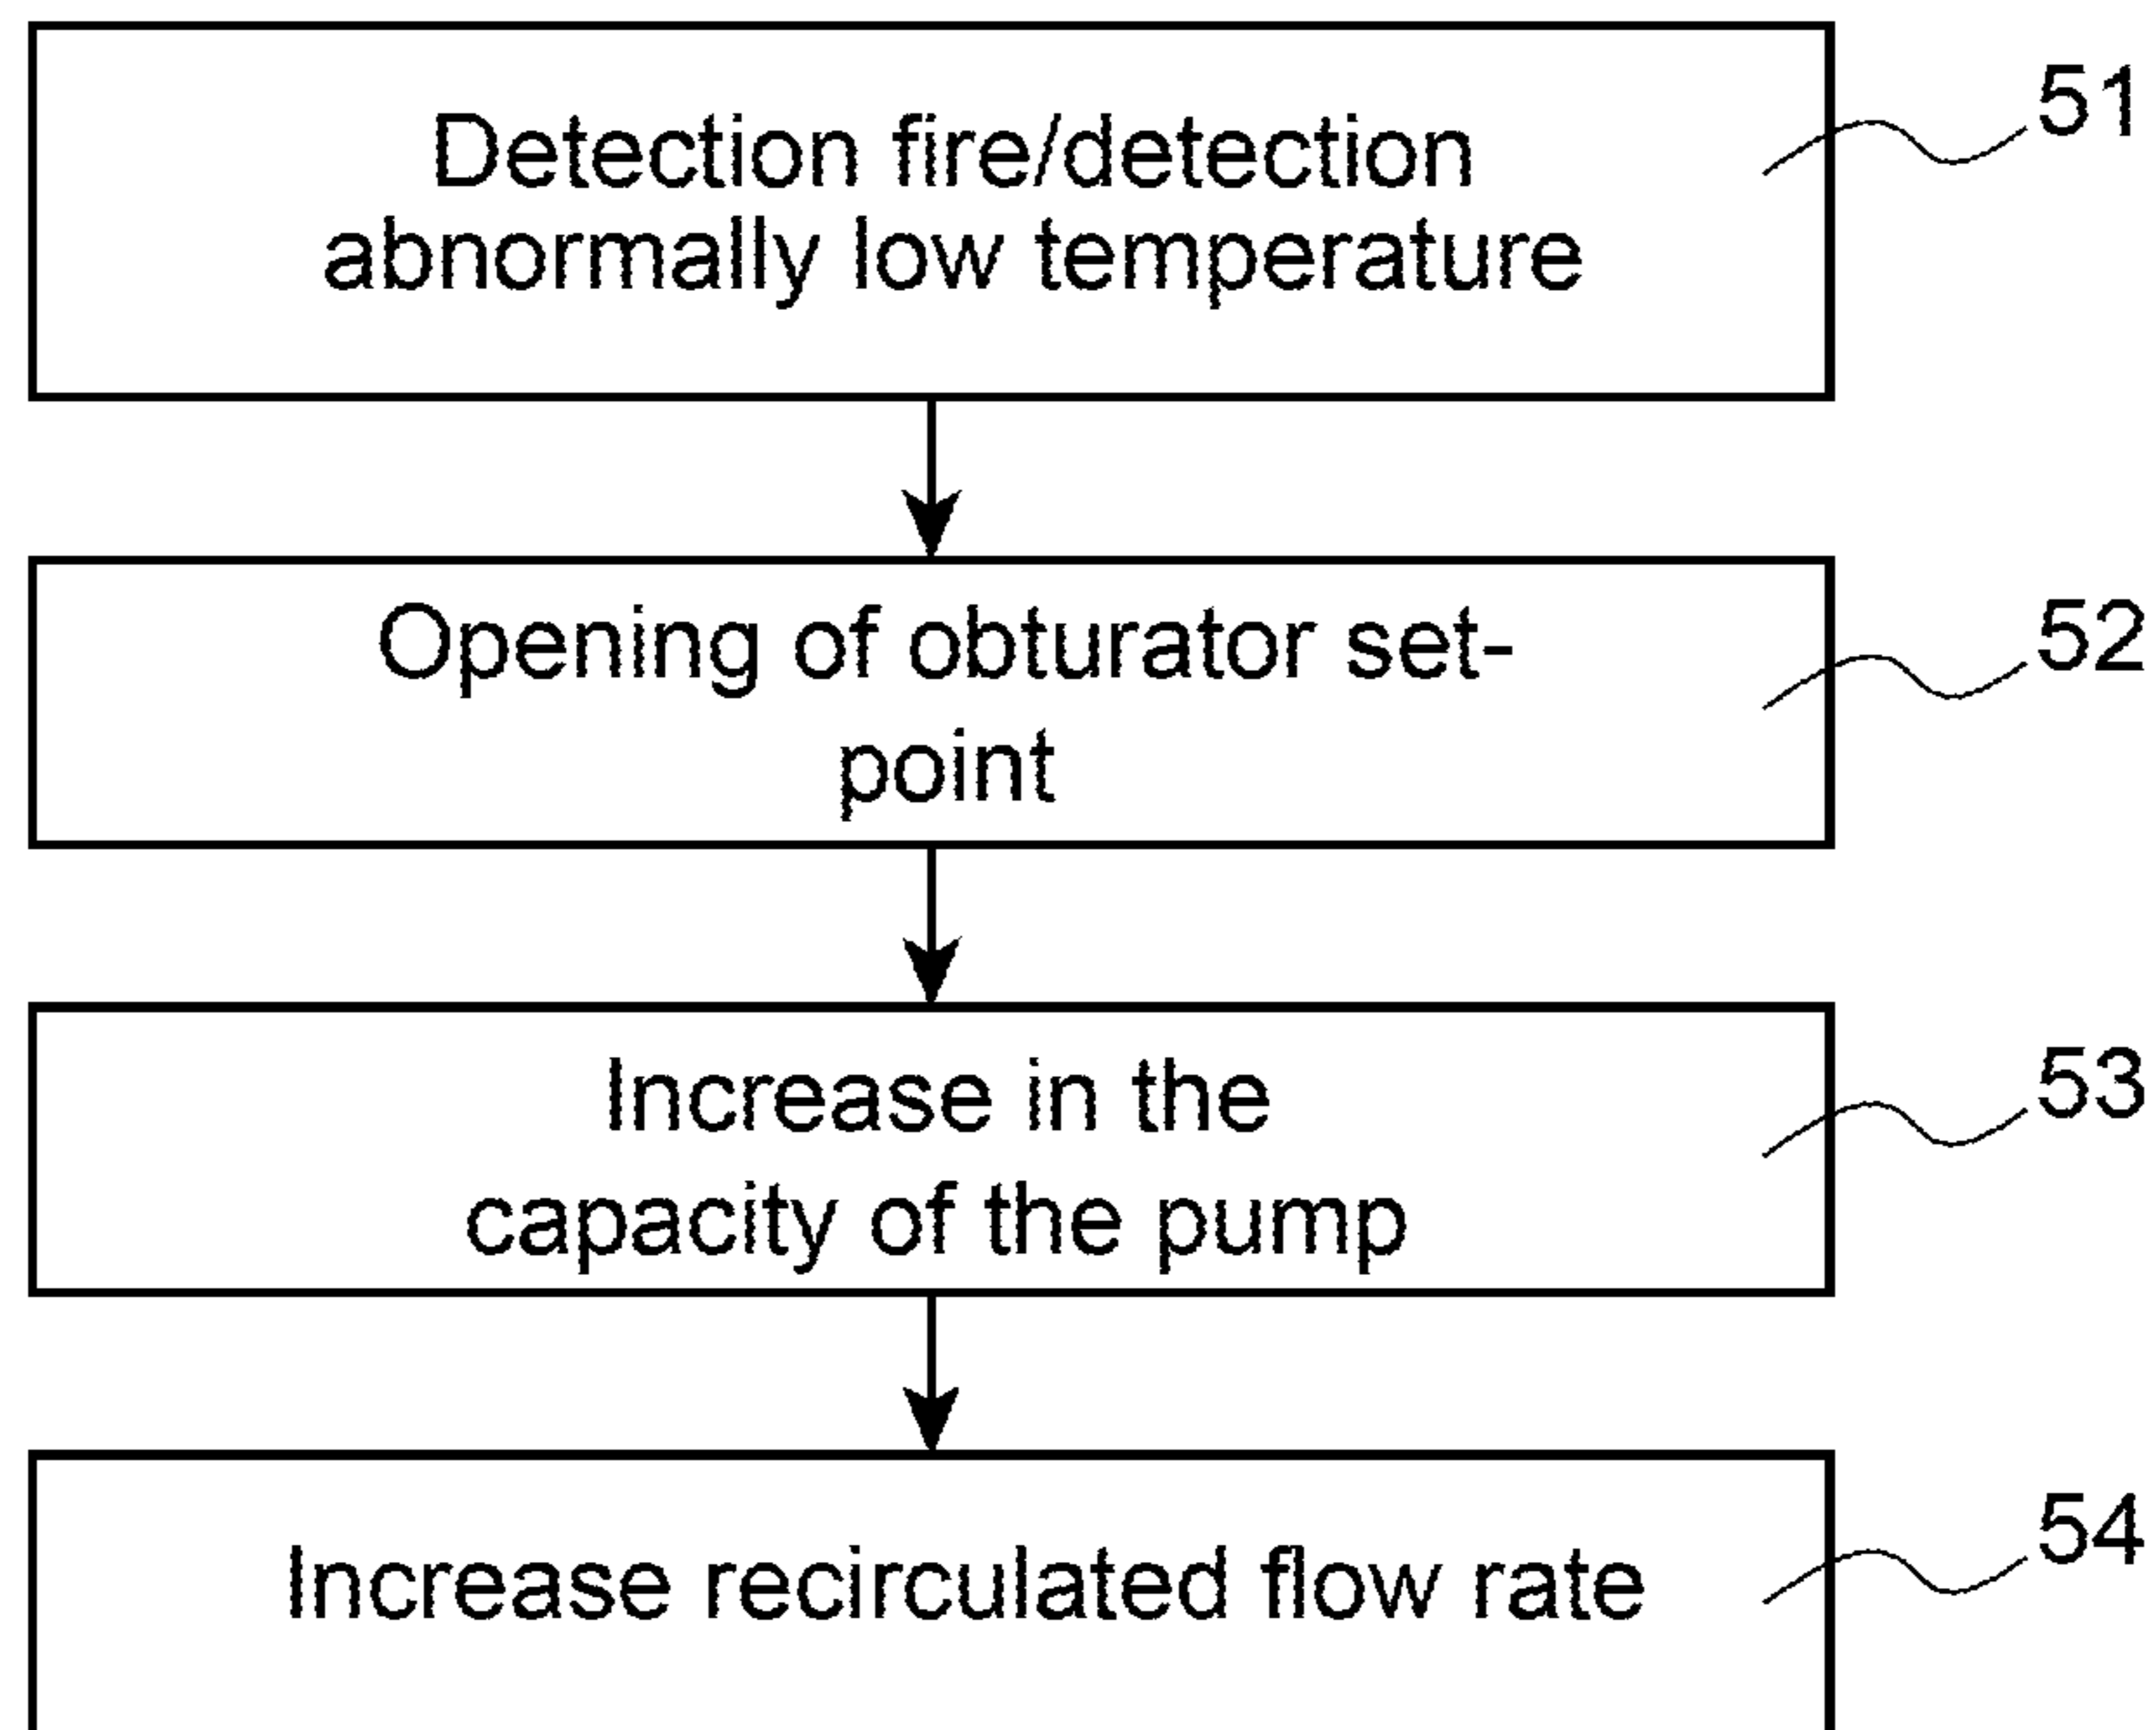 Detection fire/detection
abnormally low temperature
51
Opening of obturator set-
point
52
Increase in the
capacity of the pump
53
Increase recirculated flow rate
54